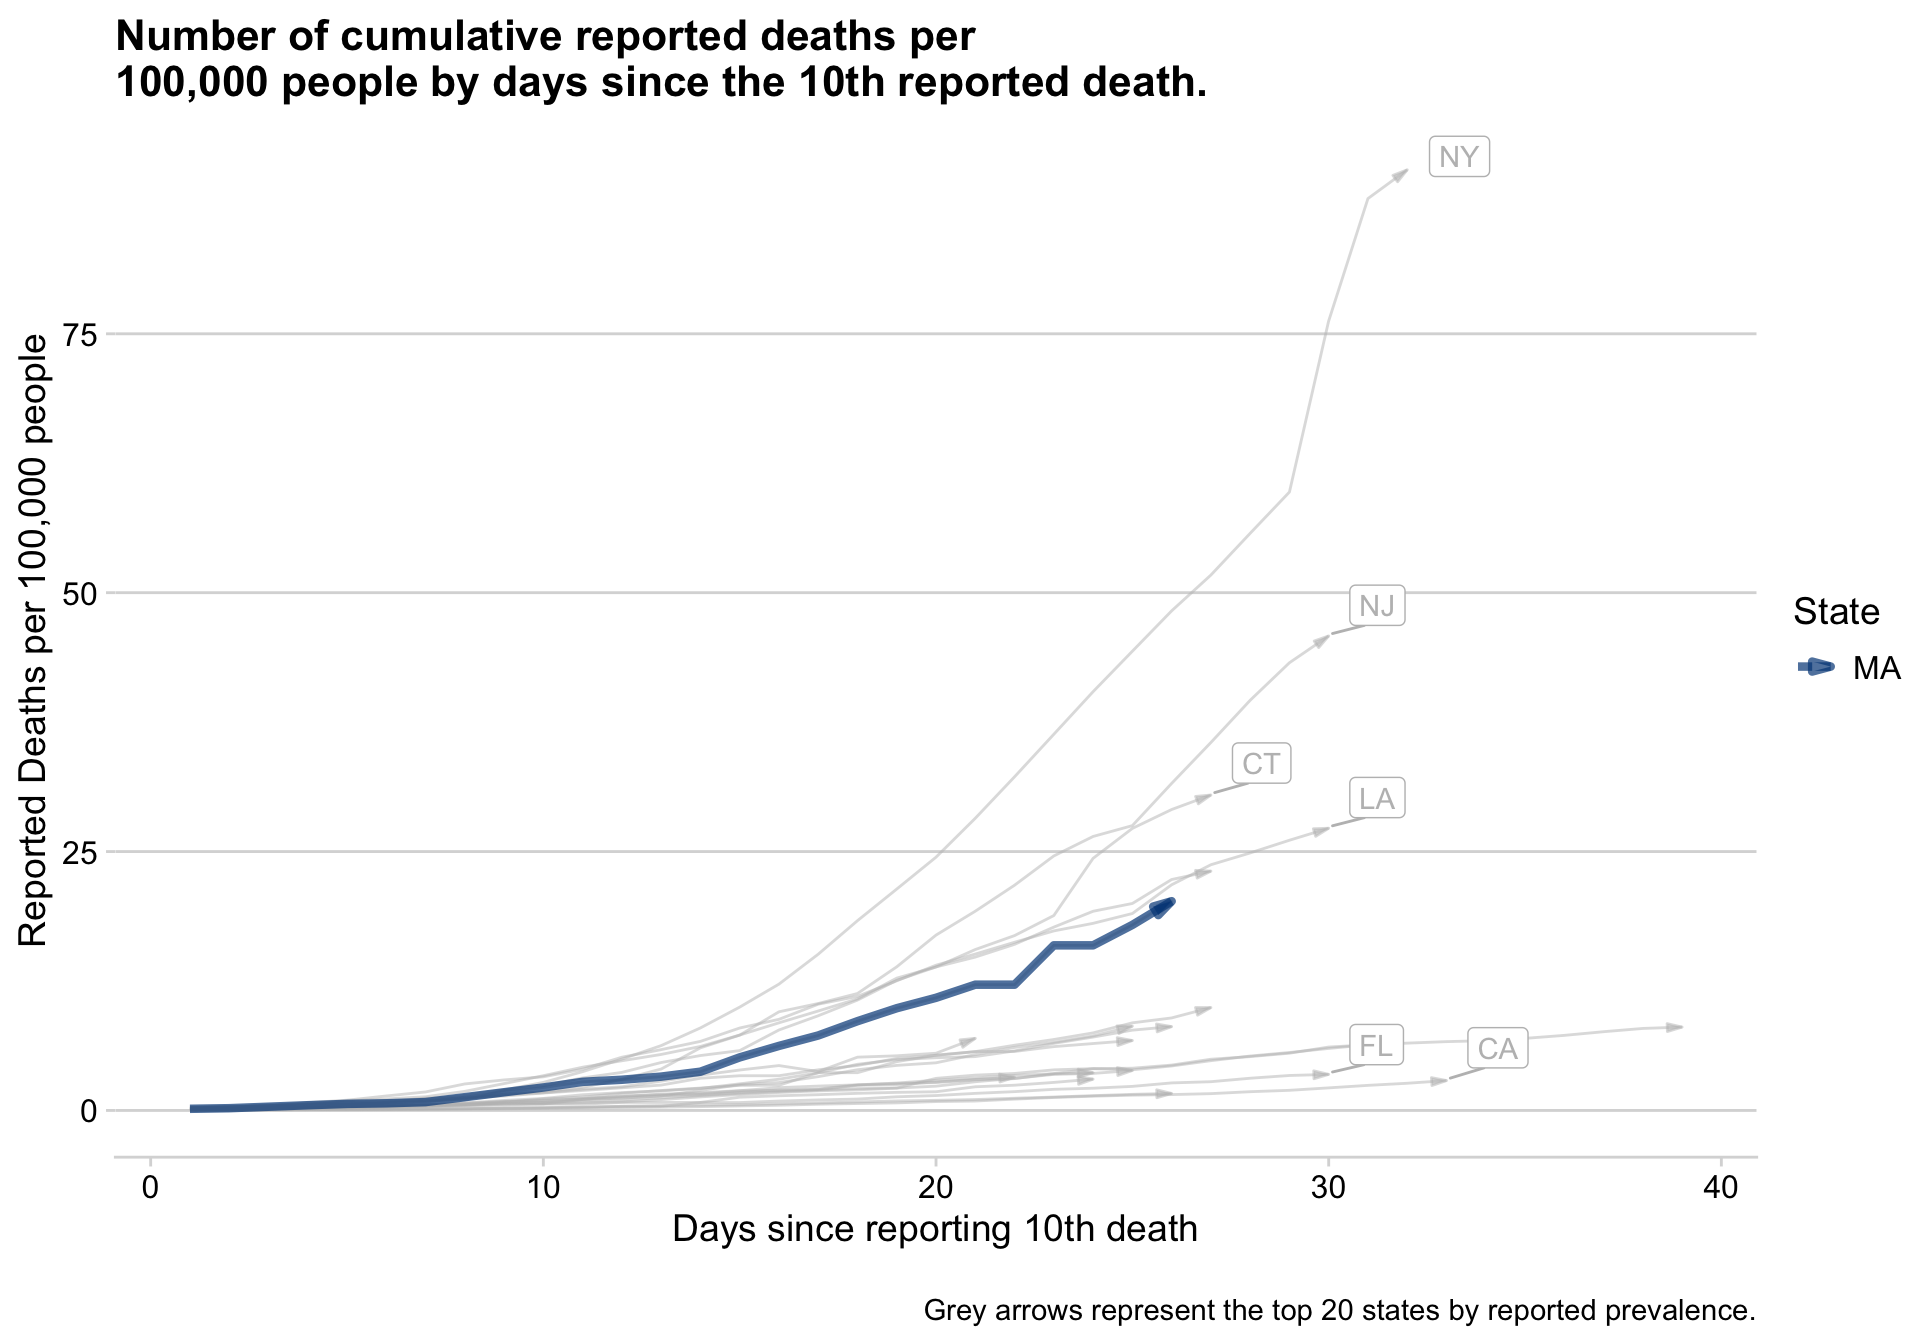 Number of cumulative reported deaths per
100,000 people by days since the 10th reported death.
Reported Deaths per 100,000 people
75
50
25
0
NY
NJ
CT
LA
FL
CA
State
MA
0
10
20
30
40
Days since reporting 10th death
Grey arrows represent the top 20 states by reported prevalence.